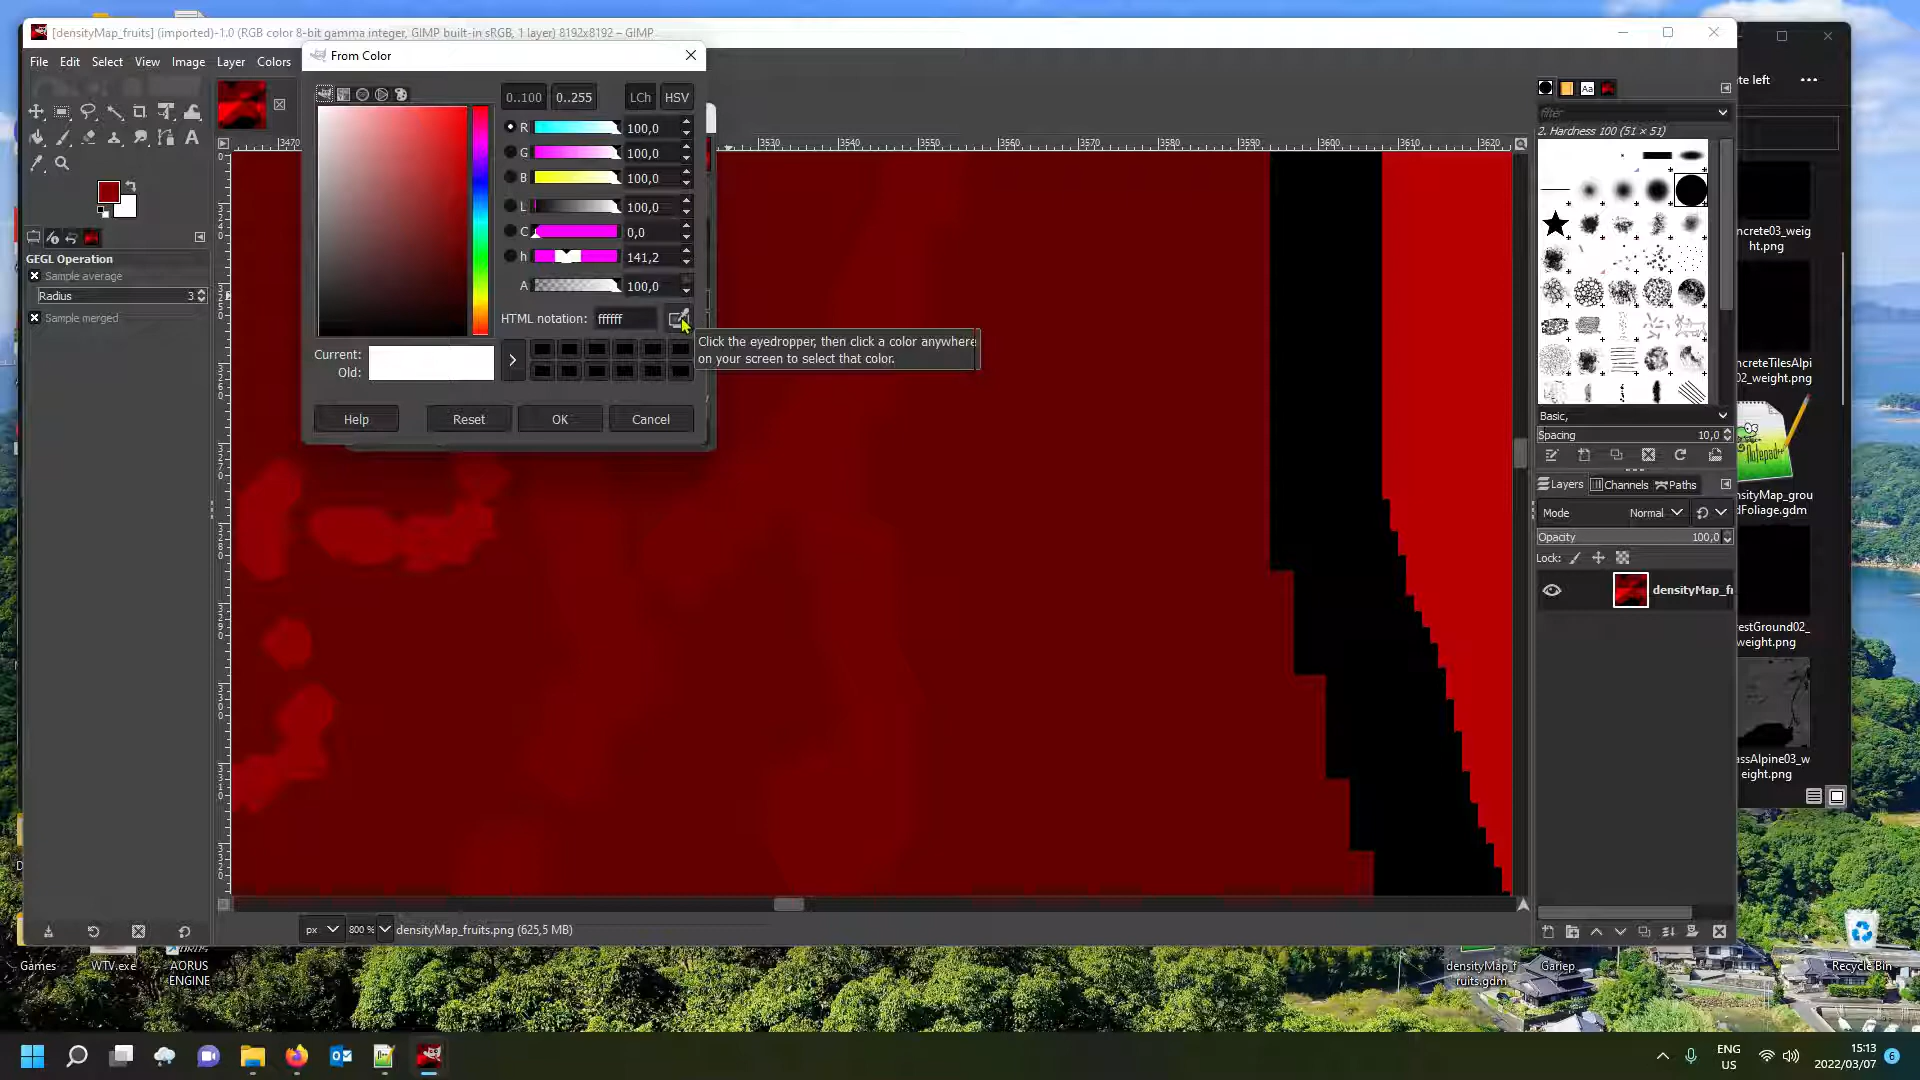 [densityMap_fruits] (imported)-1.0 (RGB color 8-bit gamma integer, GIMP built-in sRGB, 1 layer) 8192x8192 – GIMP
File Edit Select View Image Layer Colors
From Color
0..100 0..255 LCh HSV
R 100,0
G 100,0
B 100,0
L 100,0
C 0,0
h 141,2
A 100,0
HTML notation: ffffff
Click the eyedropper, then click a color anywhere
on your screen to select that color.
Current:
Old:
Help Reset OK Cancel
GEGL Operation
Sample average
Radius 3
Sample merged
3470 3530 3540 3550 3560 3570 3580 3590 3600 3610 3620
px 800 % densityMap_fruits.png (625,5 MB)
filter
2. Hardness 100 (51 × 51)
Basic,
Spacing 10,0
Layers Channels Paths
Mode Normal
Opacity 100,0
Lock:
densityMap_fr
te left
ncrete03_weig
ht.png
ncreteTilesAlpi
02_weight.png
Notepad++
nsityMap_grou
dFoliage.gdm
restGround02_
weight.png
assAlpine03_w
eight.png
Games
WTV.exe
AORUS
ENGINE
densityMap_f
ruits.gdm
Gariep
Recycle Bin
ENG
US
15:13
2022/03/07
6